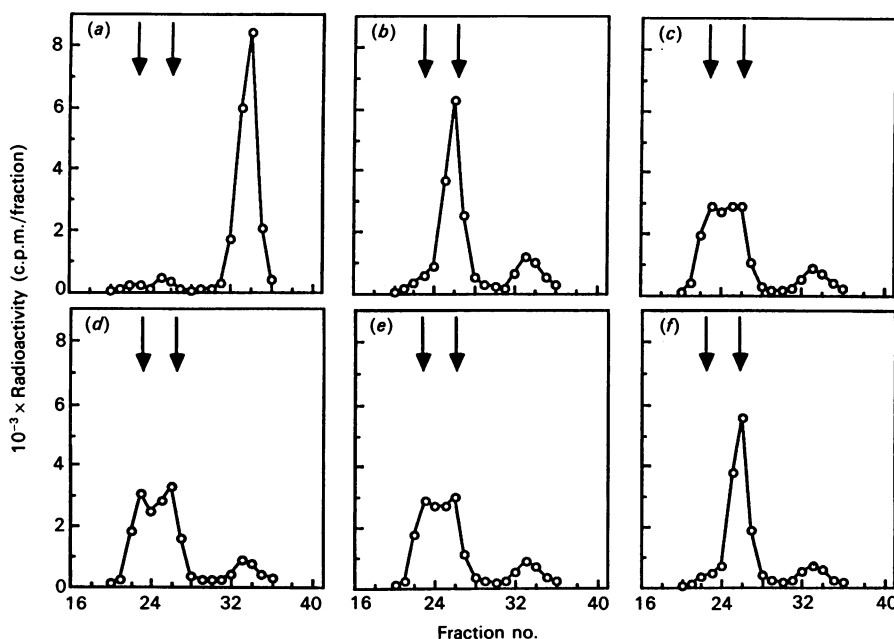 (a)
(b)
(c)
8
6
4
2
0
(d)
(e)
(f)
8
6
4
2
0
16 24 32 40 16 24 32 40 16 24 32 40
10⁻³ × Radioactivity (c.p.m./fraction)
Fraction no.